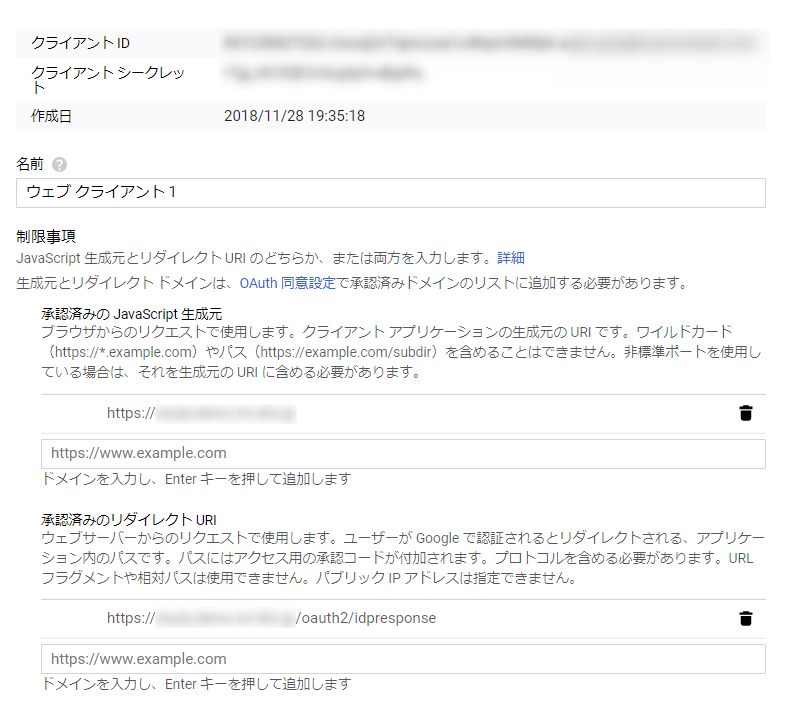 クライアント ID
クライアント シークレッ
ト
作成日 2018/11/28 19:35:18
名前 ?
ウェブ クライアント 1
制限事項
JavaScript 生成元とリダイレクト URI のどちらか、または両方を入力します。詳細
生成元とリダイレクト ドメインは、OAuth 同意設定で承認済みドメインのリストに追加する必要があります。
承認済みの JavaScript 生成元
ブラウザからのリクエストで使用します。クライアント アプリケーションの生成元の URI です。ワイルドカード
（https://*.example.com）やパス（https://example.com/subdir）を含めることはできません。非標準ポートを使用し
ている場合は、それを生成元の URI に含める必要があります。
https://
https://www.example.com
ドメインを入力し、Enter キーを押して追加します
承認済みのリダイレクト URI
ウェブサーバーからのリクエストで使用します。ユーザーが Google で認証されるとリダイレクトされる、アプリケー
ション内のパスです。パスにはアクセス用の承認コードが付加されます。プロトコルを含める必要があります。URL
フラグメントや相対パスは使用できません。パブリック IP アドレスは指定できません。
https:// /oauth2/idpresponse
https://www.example.com
ドメインを入力し、Enter キーを押して追加します